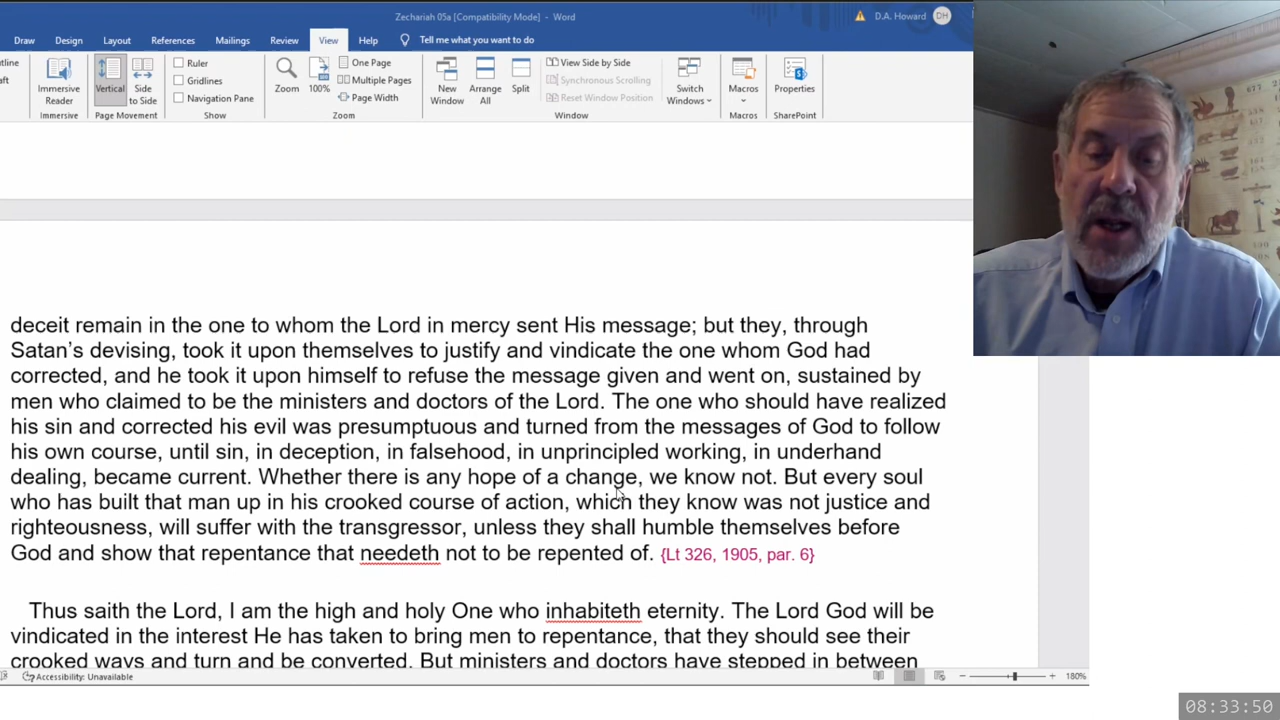 Zechariah 05a [Compatibility Mode] - Word
D.A. Howard DH
Draw Design Layout References Mailings Review View Help Tell me what you want to do
Immersive Reader
Immersive
Vertical
Side to Side
Page Movement
Ruler
Gridlines
Navigation Pane
Show
Zoom
100%
One Page
Multiple Pages
Page Width
Zoom
New Window
Arrange All
Split
View Side by Side
Synchronous Scrolling
Reset Window Position
Switch Windows
Window
Macros
Macros
Properties
SharePoint
deceit remain in the one to whom the Lord in mercy sent His message; but they, through
Satan's devising, took it upon themselves to justify and vindicate the one whom God had
corrected, and he took it upon himself to refuse the message given and went on, sustained by
men who claimed to be the ministers and doctors of the Lord. The one who should have realized
his sin and corrected his evil was presumptuous and turned from the messages of God to follow
his own course, until sin, in deception, in falsehood, in unprincipled working, in underhand
dealing, became current. Whether there is any hope of a change, we know not. But every soul
who has built that man up in his crooked course of action, which they know was not justice and
righteousness, will suffer with the transgressor, unless they shall humble themselves before
God and show that repentance that needeth not to be repented of. {Lt 326, 1905, par. 6}
Thus saith the Lord, I am the high and holy One who inhabiteth eternity. The Lord God will be
vindicated in the interest He has taken to bring men to repentance, that they should see their
crooked ways and turn and be converted. But ministers and doctors have stepped in between
Accessibility: Unavailable
180%
08:33:50